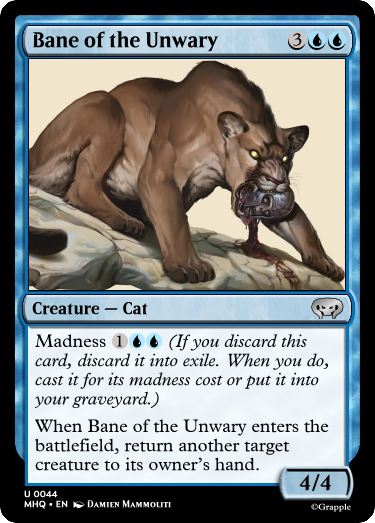 Bane of the Unwary 3
Creature — Cat
Madness 1 (If you discard this
card, discard it into exile. When you do,
cast it for its madness cost or put it into
your graveyard.)
When Bane of the Unwary enters the
battlefield, return another target
creature to its owner's hand.
4/4
U 0044
MHQ • EN Damien Mammoliti
©Grapple